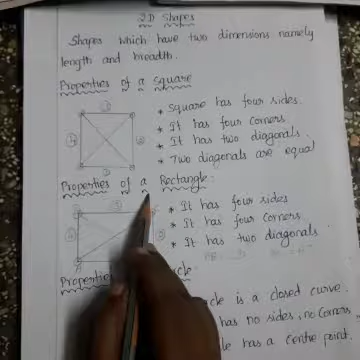 2D Shapes
Shapes which have two dimensions namely
length and breadth.
Properties of a square
* Square has four sides.
* It has four corners
* It has two diagonals.
* Two diagonals are equal
Properties of a Rectangle.
* It has four sides
* It has four corners
* It has two diagonals
Properties
is a closed curve.
has no sides, no corners
has a centre point.